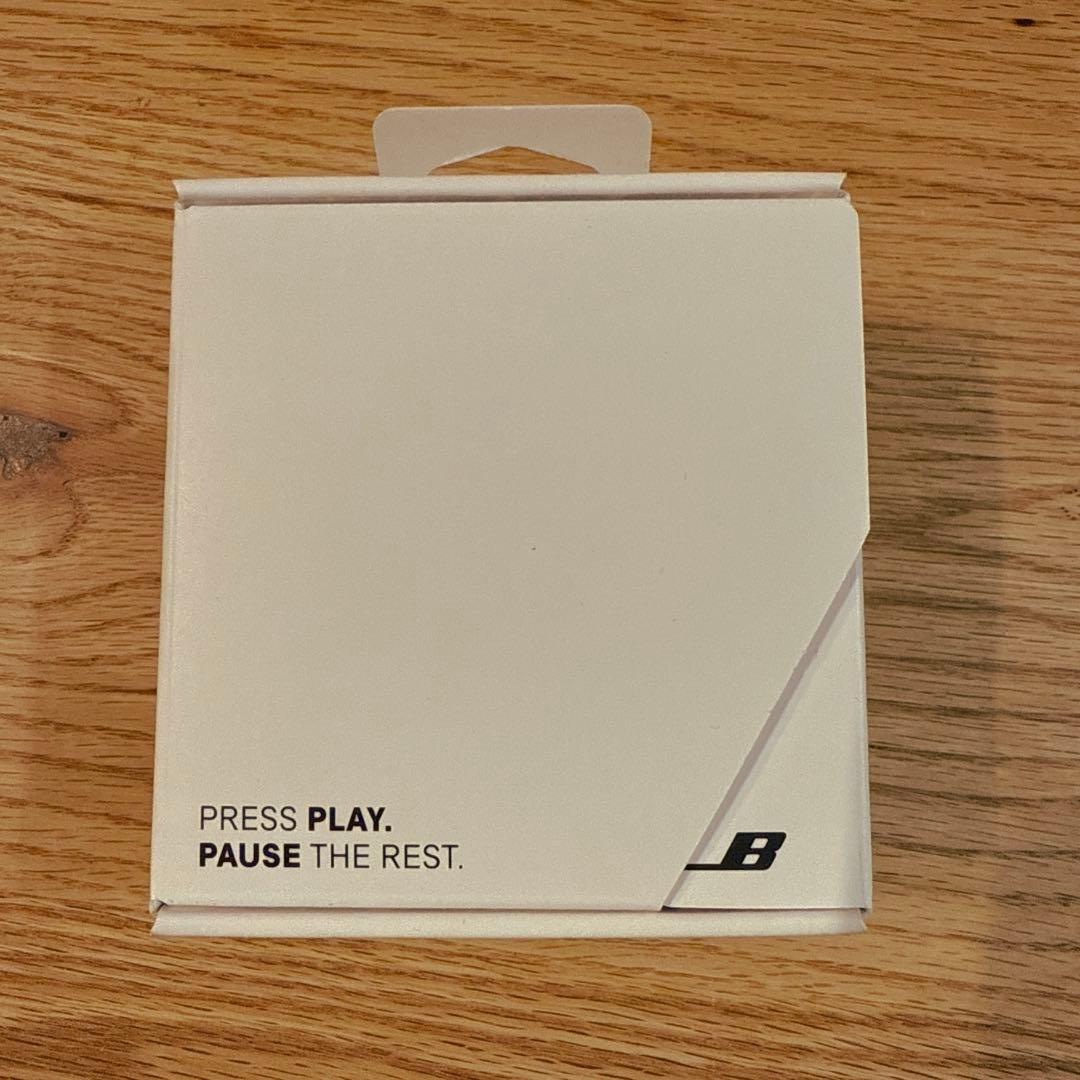 PRESS PLAY.
PAUSE THE REST.
B